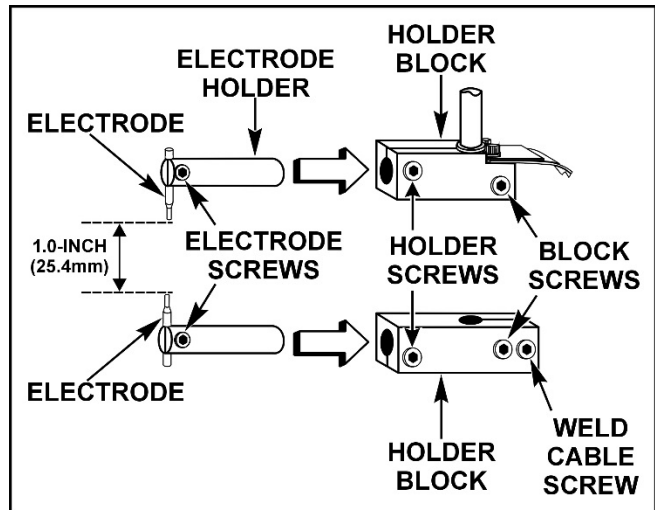 ELECTRODE
HOLDER
HOLDER
BLOCK
ELECTRODE
1.0-INCH
(25.4mm)
ELECTRODE
SCREWS
HOLDER
SCREWS
BLOCK
SCREWS
ELECTRODE
HOLDER
BLOCK
WELD
CABLE
SCREW